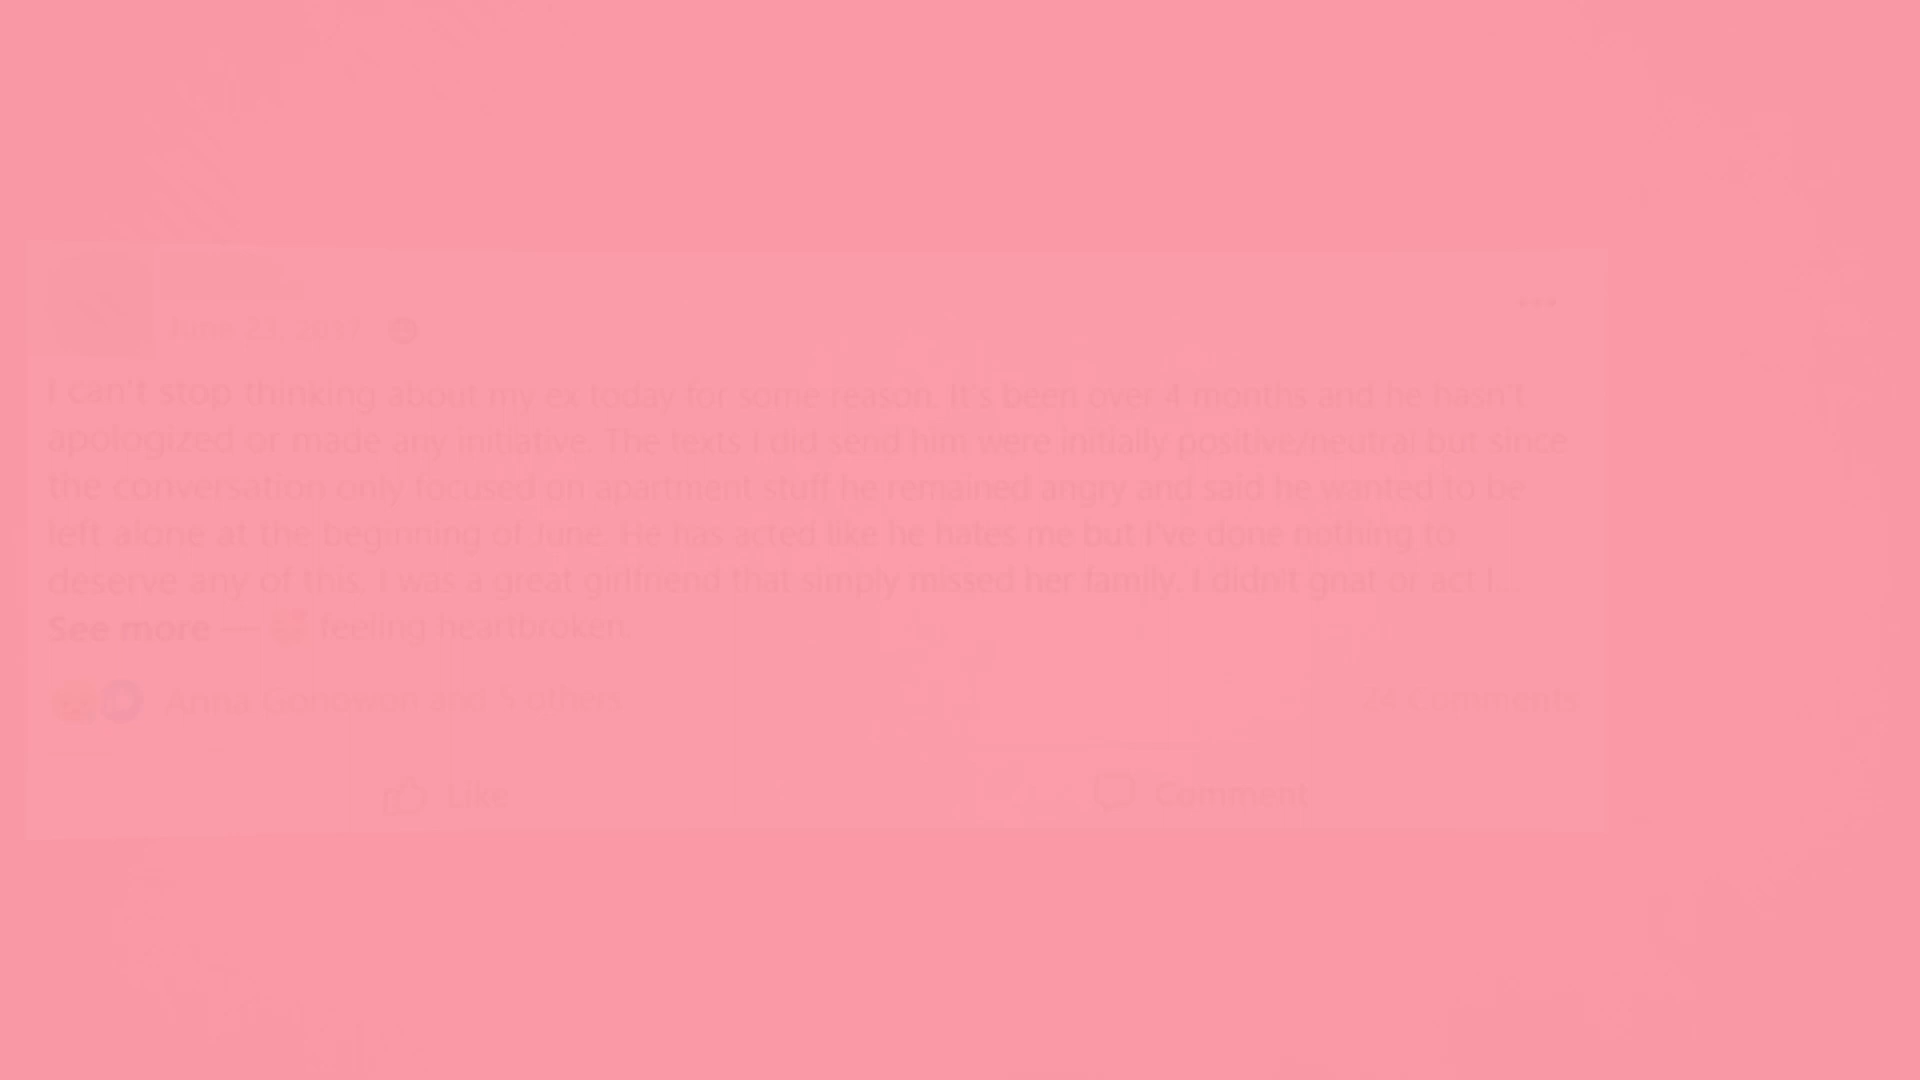 June 23, 2017
I can't stop thinking about my ex today for some reason. It's been over 4 months and he hasn't
apologized or made any initiative. The texts I did send him were initially positive/neutral but since
the conversation only focused on apartment stuff he remained angry and said he wanted to be
left alone at the beginning of June. He has acted like he hates me but I've done nothing to
deserve any of this. I was a great girlfriend that simply missed her family. I didn't gnat or act l...
See more — feeling heartbroken.
Anna and 5 others
24 Comments
Like
Comment